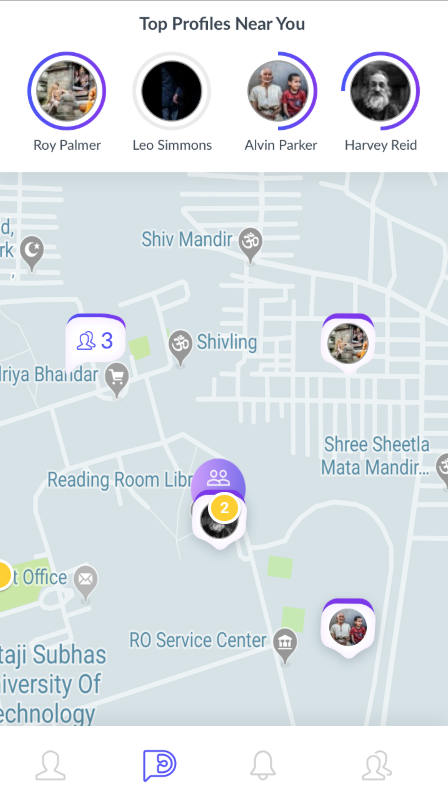 Top Profiles Near You
Roy Palmer
Leo Simmons
Alvin Parker
Harvey Reid
d,
rk
,
Shiv Mandir
3
Shivling
riya Bhandar
Shree Sheetla
Mata Mandir...
Reading Room Libr
2
t Office
RO Service Center
taji Subhas
iversity Of
echnology